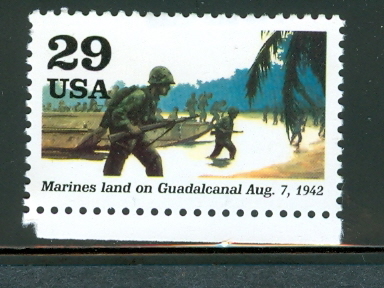 29
USA
Marines land on Guadalcanal Aug. 7, 1942